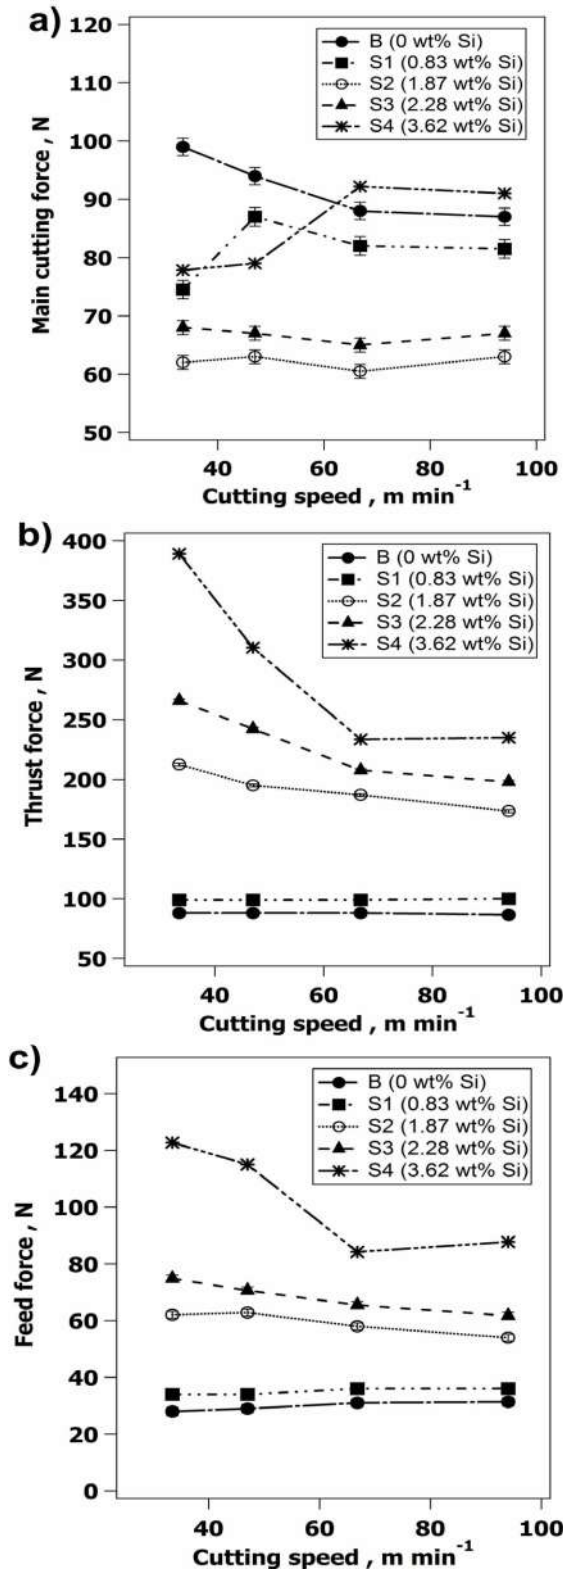 a)
120
110
100
90
80
70
60
50
Main cutting force , N
B (0 wt% Si)
S1 (0.83 wt% Si)
S2 (1.87 wt% Si)
S3 (2.28 wt% Si)
S4 (3.62 wt% Si)
40 60 80 100
Cutting speed , m min⁻¹
b)
400
350
300
250
200
150
100
50
Thrust force , N
B (0 wt% Si)
S1 (0.83 wt% Si)
S2 (1.87 wt% Si)
S3 (2.28 wt% Si)
S4 (3.62 wt% Si)
40 60 80 100
Cutting speed , m min⁻¹
c)
140
120
100
80
60
40
20
0
Feed force , N
B (0 wt% Si)
S1 (0.83 wt% Si)
S2 (1.87 wt% Si)
S3 (2.28 wt% Si)
S4 (3.62 wt% Si)
40 60 80 100
Cutting speed , m min⁻¹